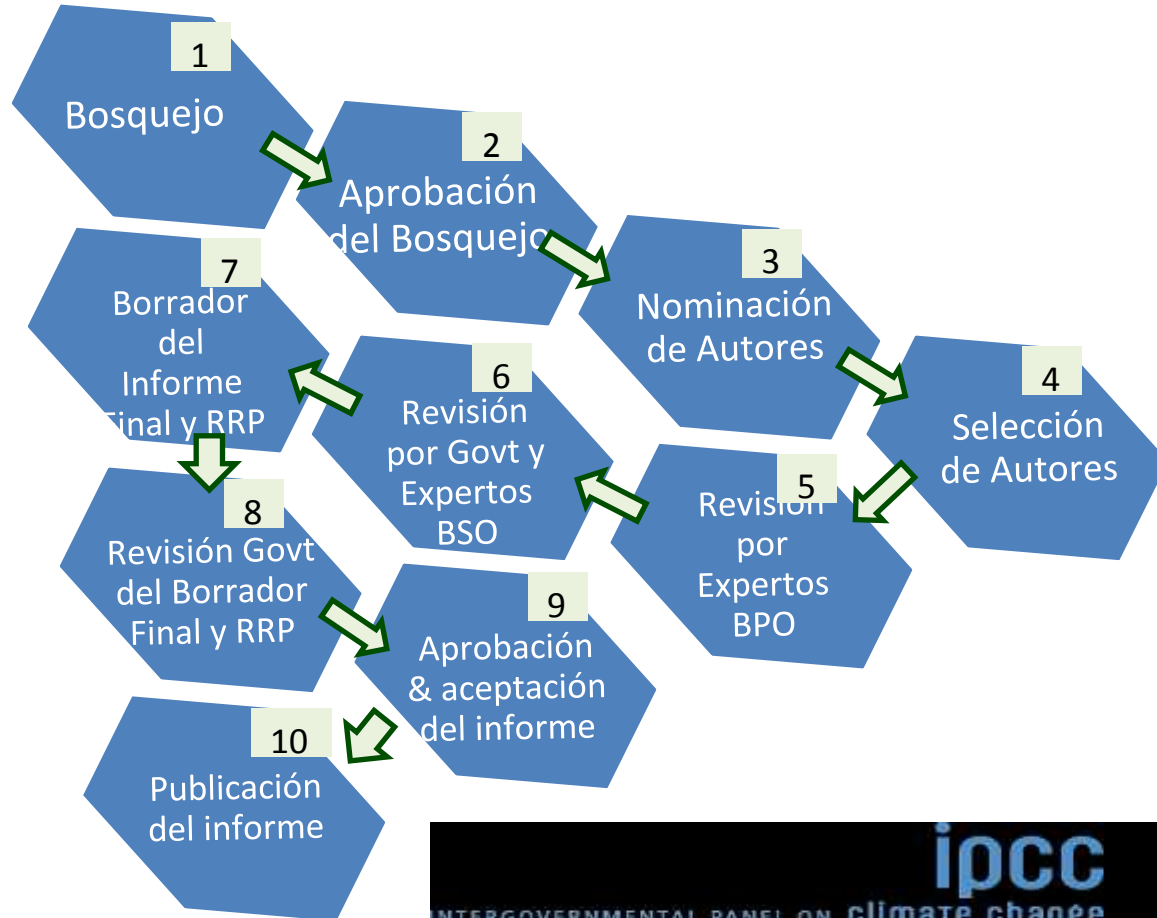 1
Bosquejo
2
Aprobación
del Bosquejo
3
Nominación
de Autores
4
Selección
de Autores
5
Revisión
por
Expertos
BPO
6
Revisión
por Govt y
Expertos
BSO
7
Borrador
del
Informe
Final y RRP
8
Revisión Govt
del Borrador
Final y RRP
9
Aprobación
& aceptación
del informe
10
Publicación
del informe
ipcc
INTERGOVERNMENTAL PANEL ON climate change